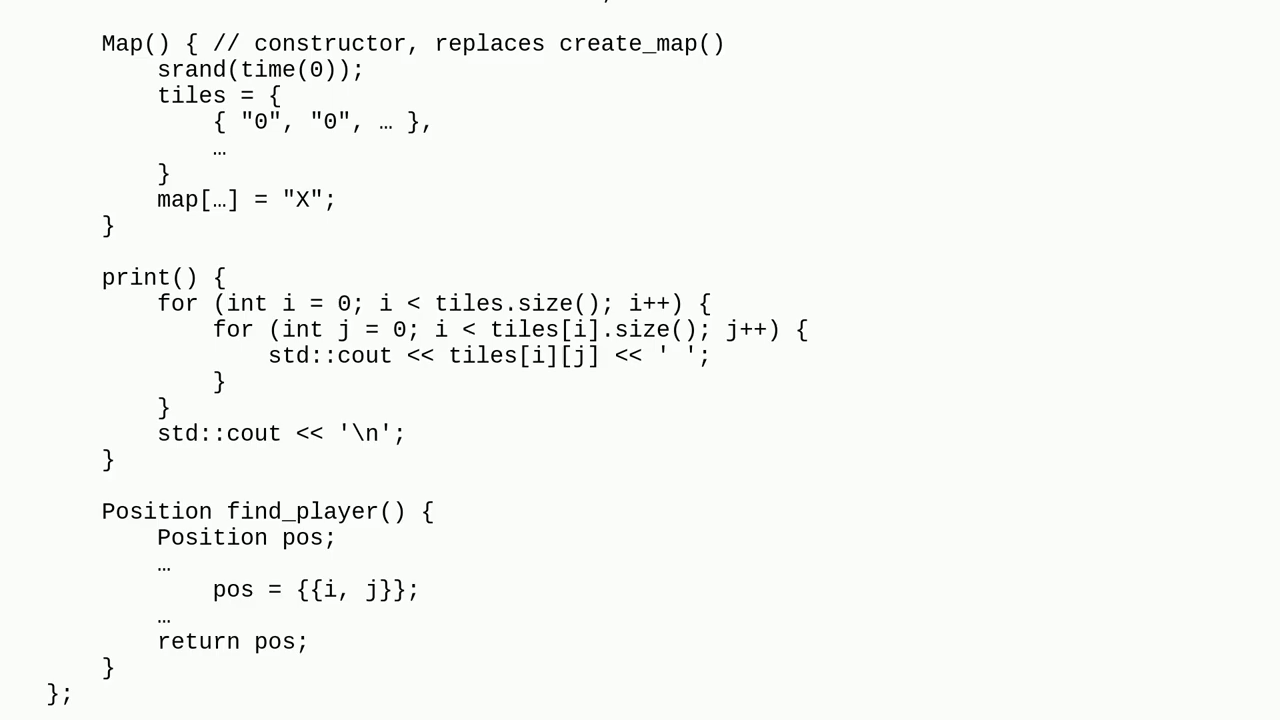 Map() { // constructor, replaces create_map()
srand(time(0));
tiles = {
{ "0", "0", … },
…
}
map[…] = "X";
}
print() {
for (int i = 0; i < tiles.size(); i++) {
for (int j = 0; i < tiles[i].size(); j++) {
std::cout << tiles[i][j] << ' ';
}
}
std::cout << '\n';
}
Position find_player() {
Position pos;
…
pos = {{i, j}};
…
return pos;
}
};